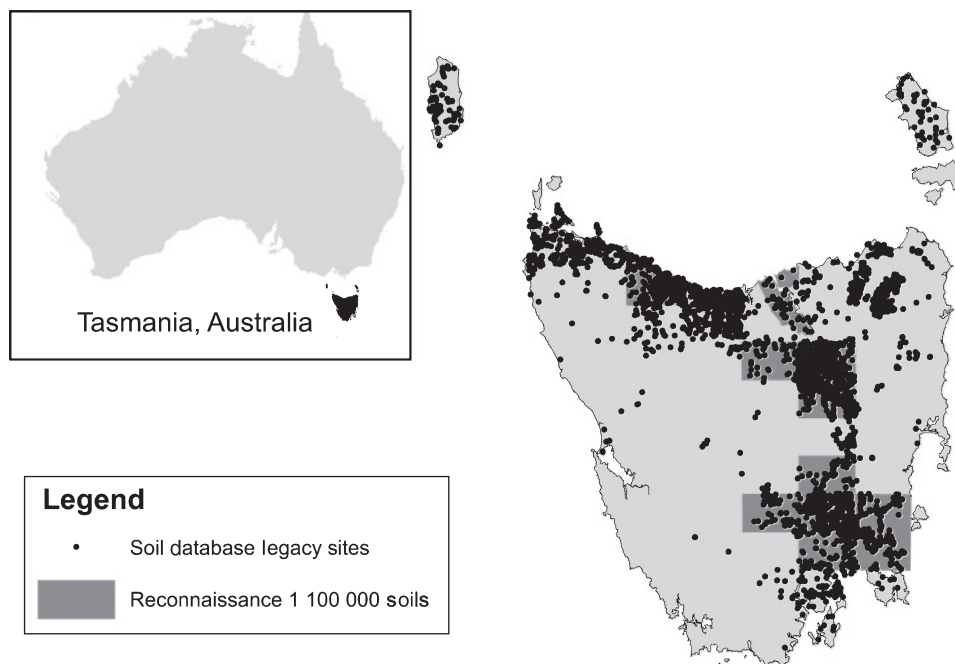 Tasmania, Australia
Legend
Soil database legacy sites
Reconnaissance 1 100 000 soils